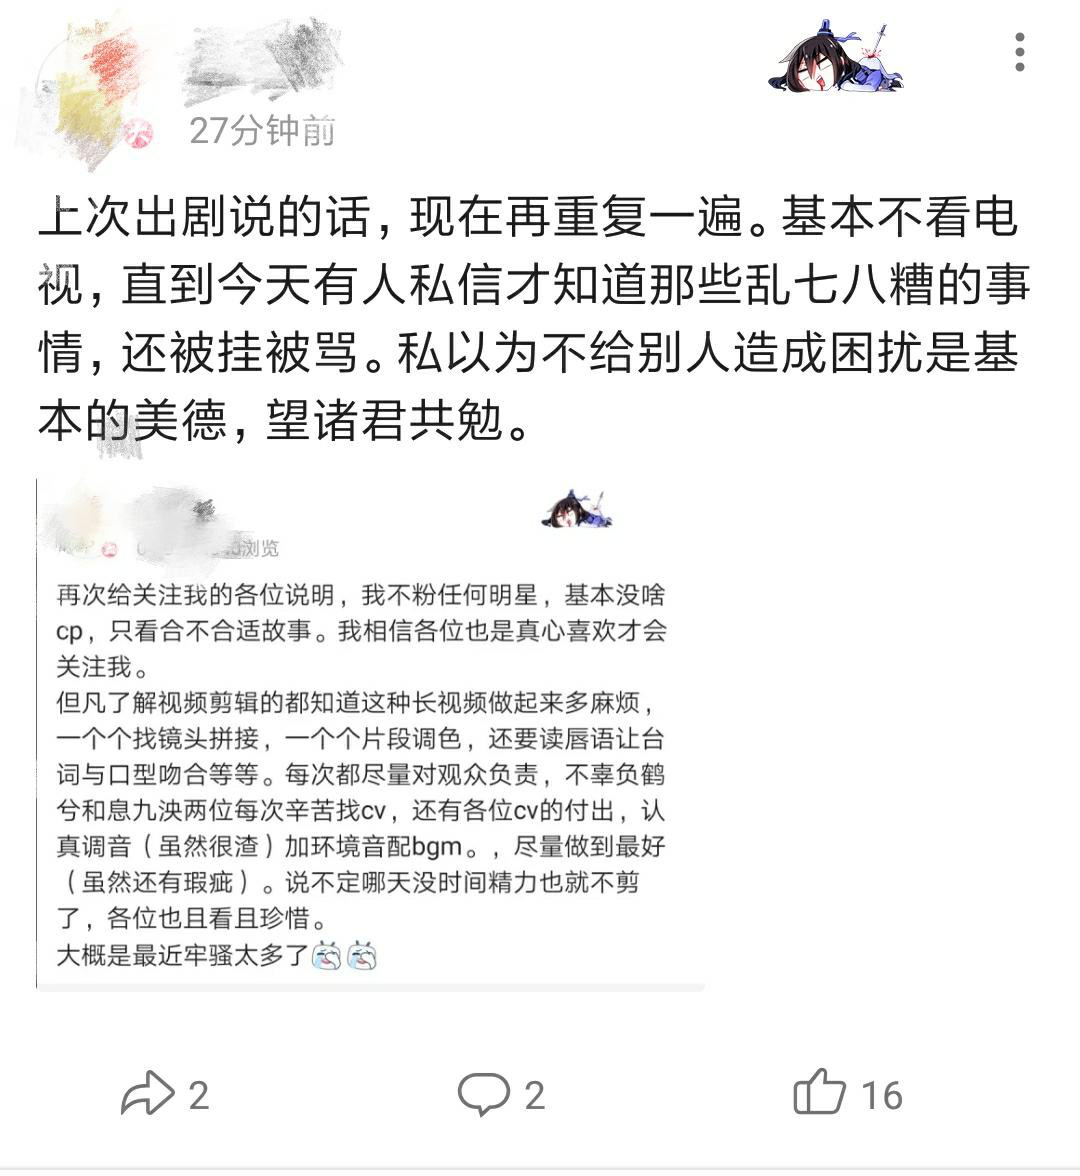 27分钟前
上次出剧说的话，现在再重复一遍。基本不看电
视，直到今天有人私信才知道那些乱七八糟的事
情，还被挂被骂。私以为不给别人造成困扰是基
本的美德，望诸君共勉。
浏览
再次给关注我的各位说明，我不粉任何明星，基本没啥
cp，只看合不合适故事。我相信各位也是真心喜欢才会
关注我。
但凡了解视频剪辑的都知道这种长视频做起来多麻烦，
一个个找镜头拼接，一个个片段调色，还要读唇语让台
词与口型吻合等等。每次都尽量对观众负责，不辜负鹤
兮和息九泱两位每次辛苦找cv，还有各位cv的付出，认
真调音（虽然很渣）加环境音配bgm。，尽量做到最好
（虽然还有瑕疵）。说不定哪天没时间精力也就不剪
了，各位也且看且珍惜。
大概是最近牢骚太多了
2
2
16